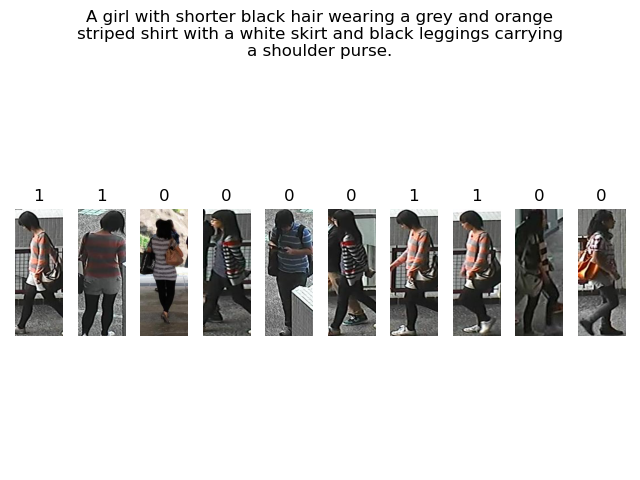 A girl with shorter black hair wearing a grey and orange
striped shirt with a white skirt and black leggings carrying
a shoulder purse.
1 1 0 0 0 0 1 1 0 0